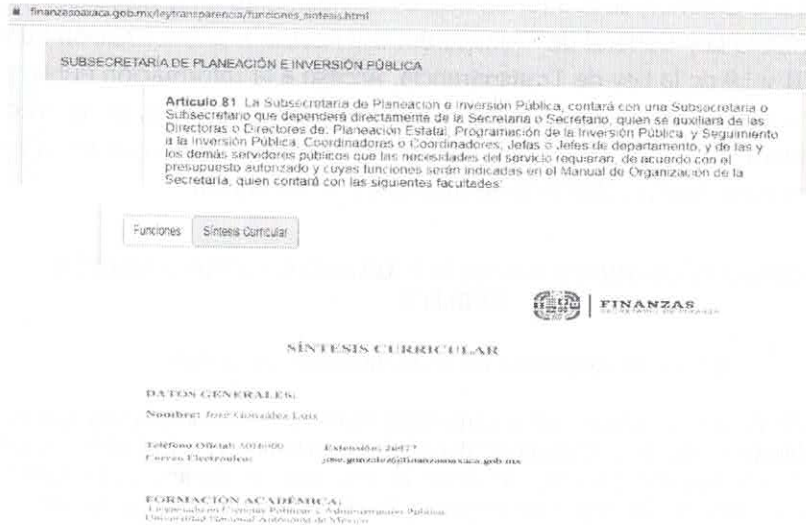 finanzasoaxaca.gob.mx/leytransparencia/funciones_sintesis.html
SUBSECRETARÍA DE PLANEACIÓN E INVERSIÓN PÚBLICA
Artículo 81. La Subsecretaría de Planeación e Inversión Pública, contará con una Subsecretaria o
Subsecretario que dependerá directamente de la Secretaria o Secretario, quien se auxiliará de las
Directoras o Directores de: Planeación Estatal, Programación de la Inversión Pública y Seguimiento
a la Inversión Pública, Coordinadoras o Coordinadores, Jefas o Jefes de departamento, y de las y
los demás servidores públicos que las necesidades del servicio requieran, de acuerdo con el
presupuesto autorizado y cuyas funciones serán indicadas en el Manual de Organización de la
Secretaría, quien contará con las siguientes facultades:
Funciones Síntesis Curricular
FINANZAS
SECRETARÍA DE FINANZAS
SÍNTESIS CURRICULAR
DATOS GENERALES:
Nombre: José González Luis
Teléfono Oficial: Extensión:
Correo Electrónico: jose.gonzalez@finanzasoaxaca.gob.mx
FORMACIÓN ACADÉMICA:
Licenciado en Ciencias Políticas y Administración Pública
Universidad Nacional Autónoma de México